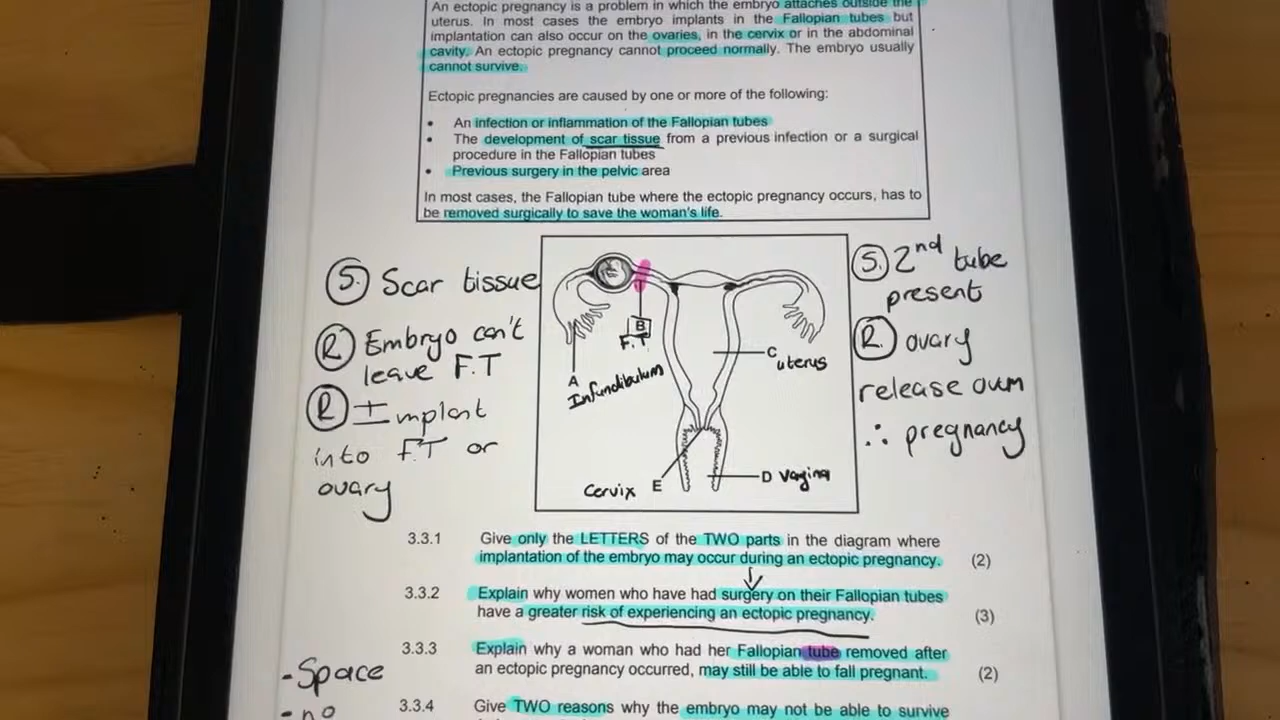 An ectopic pregnancy is a problem in which the embryo attaches outside the
uterus. In most cases the embryo implants in the Fallopian tubes but
implantation can also occur on the ovaries, in the cervix or in the abdominal
cavity. An ectopic pregnancy cannot proceed normally. The embryo usually
cannot survive.
Ectopic pregnancies are caused by one or more of the following:
• An infection or inflammation of the Fallopian tubes
• The development of scar tissue from a previous infection or a surgical
procedure in the Fallopian tubes
• Previous surgery in the pelvic area
In most cases, the Fallopian tube where the ectopic pregnancy occurs, has to
be removed surgically to save the woman's life.
S. Scar tissue
R Embryo can't
leave F.T
R Implant
into F.T or
ovary
B
F.T.
A
Infundibulum
C uterus
Cervix E
D vagina
S. 2nd tube
present
R. ovary
release ovum
∴ pregnancy
3.3.1 Give only the LETTERS of the TWO parts in the diagram where
implantation of the embryo may occur during an ectopic pregnancy. (2)
3.3.2 Explain why women who have had surgery on their Fallopian tubes
have a greater risk of experiencing an ectopic pregnancy. (3)
3.3.3 Explain why a woman who had her Fallopian tube removed after
an ectopic pregnancy occurred, may still be able to fall pregnant. (2)
- Space
- no
3.3.4 Give TWO reasons why the embryo may not be able to survive